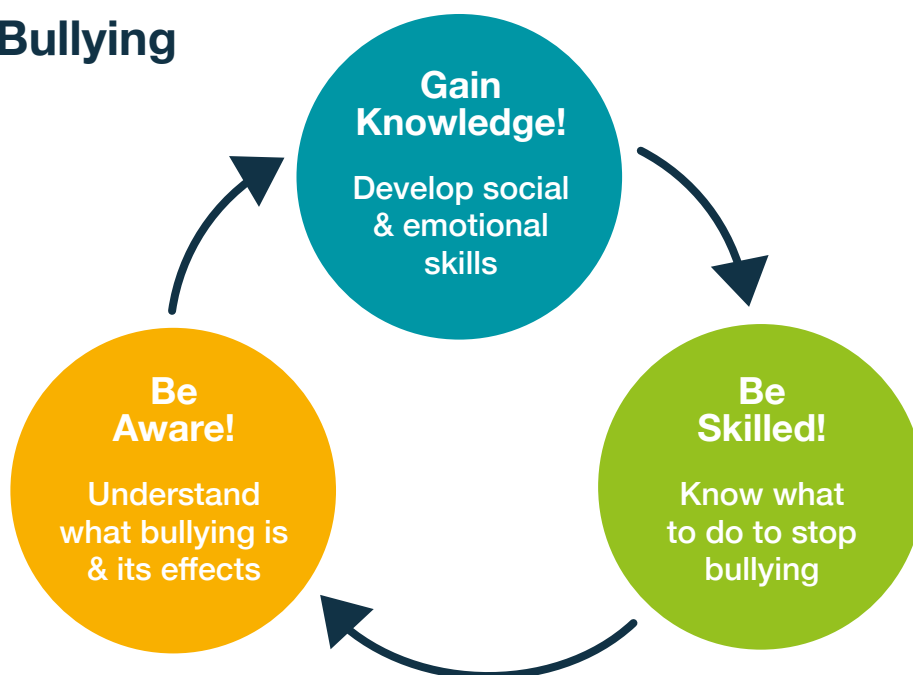 Bullying
Gain
Knowledge!
Develop social
& emotional
skills
Be
Aware!
Understand
what bullying is
& its effects
Be
Skilled!
Know what
to do to stop
bullying